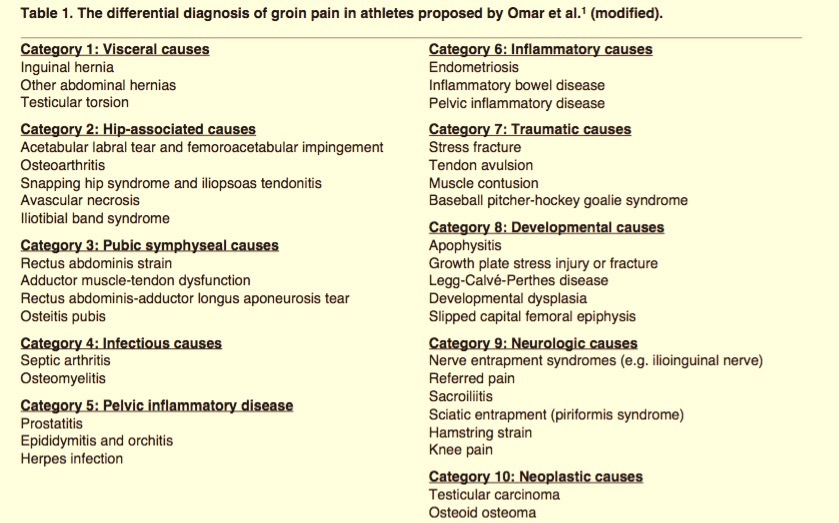 Table 1. The differential diagnosis of groin pain in athletes proposed by Omar et al.¹ (modified).
Category 1: Visceral causes
Inguinal hernia
Other abdominal hernias
Testicular torsion
Category 2: Hip-associated causes
Acetabular labral tear and femoroacetabular impingement
Osteoarthritis
Snapping hip syndrome and iliopsoas tendonitis
Avascular necrosis
Iliotibial band syndrome
Category 3: Pubic symphyseal causes
Rectus abdominis strain
Adductor muscle-tendon dysfunction
Rectus abdominis-adductor longus aponeurosis tear
Osteitis pubis
Category 4: Infectious causes
Septic arthritis
Osteomyelitis
Category 5: Pelvic inflammatory disease
Prostatitis
Epididymitis and orchitis
Herpes infection
Category 6: Inflammatory causes
Endometriosis
Inflammatory bowel disease
Pelvic inflammatory disease
Category 7: Traumatic causes
Stress fracture
Tendon avulsion
Muscle contusion
Baseball pitcher-hockey goalie syndrome
Category 8: Developmental causes
Apophysitis
Growth plate stress injury or fracture
Legg-Calvé-Perthes disease
Developmental dysplasia
Slipped capital femoral epiphysis
Category 9: Neurologic causes
Nerve entrapment syndromes (e.g. ilioinguinal nerve)
Referred pain
Sacroiliitis
Sciatic entrapment (piriformis syndrome)
Hamstring strain
Knee pain
Category 10: Neoplastic causes
Testicular carcinoma
Osteoid osteoma